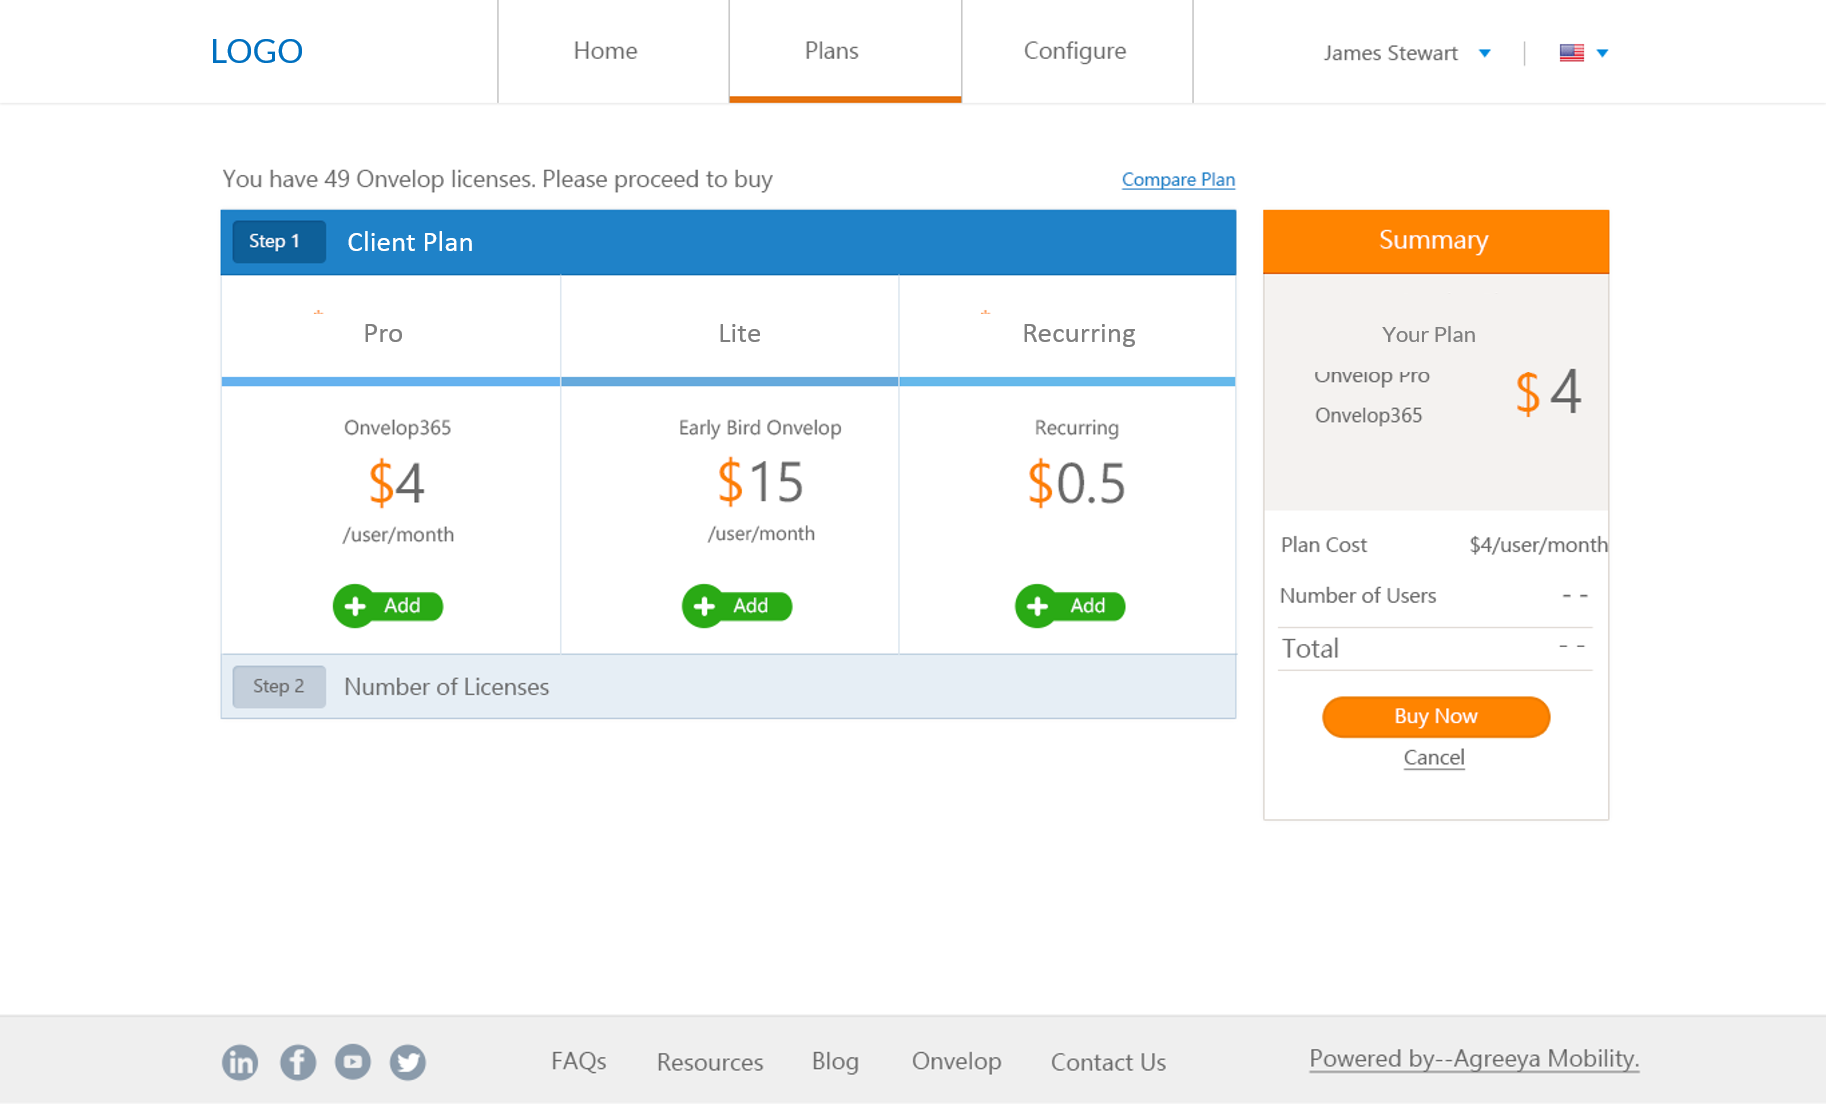 LOGO
Home
Plans
Configure
James Stewart
You have 49 Onvelop licenses. Please proceed to buy
Compare Plan
Step 1
Client Plan
* Pro
Lite
* Recurring
Onvelop365
$4
/user/month
Add
Early Bird Onvelop
$15
/user/month
Add
Recurring
$0.5
Add
Step 2
Number of Licenses
Summary
Your Plan
Onvelop Pro
Onvelop365
$ 4
Plan Cost $4/user/month
Number of Users - -
Total - -
Buy Now
Cancel
in
FAQs
Resources
Blog
Onvelop
Contact Us
Powered by--Agreeya Mobility.